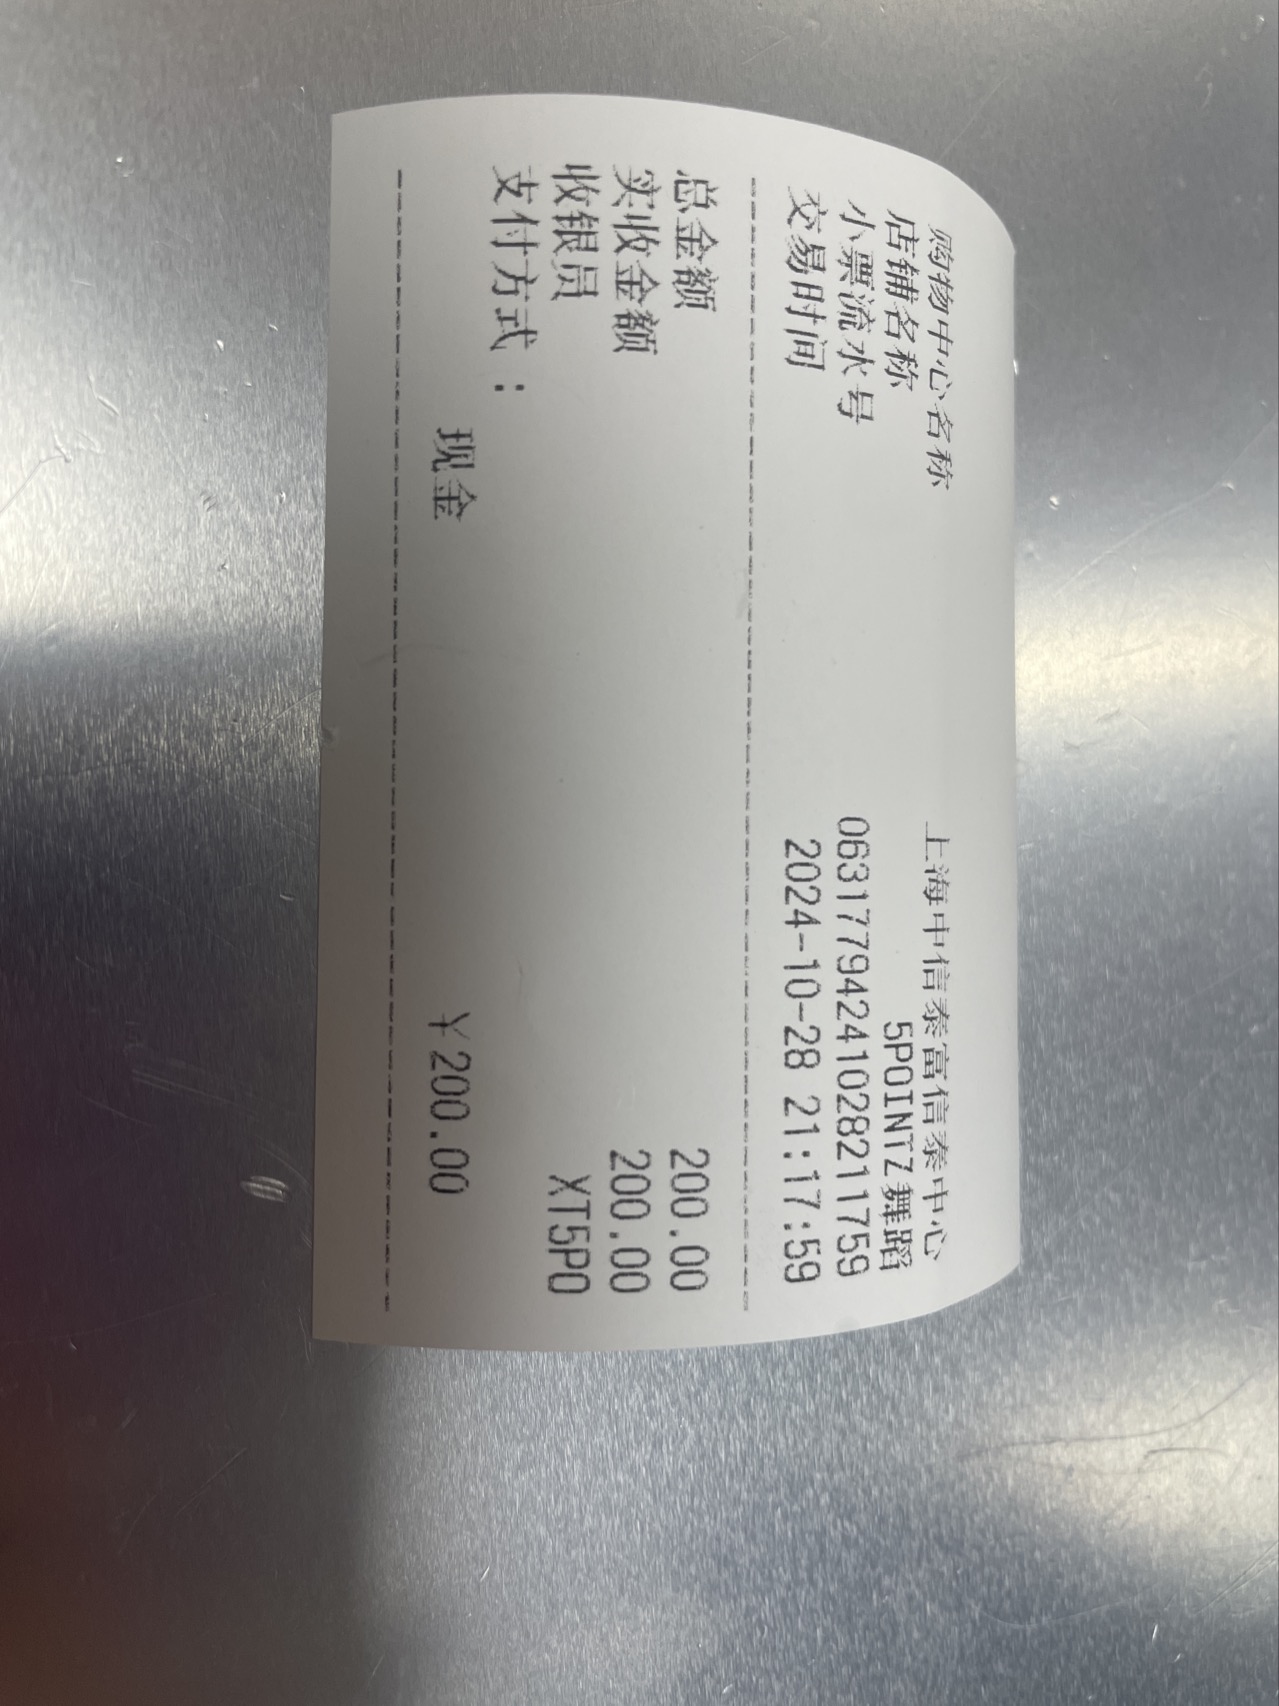 购物中心名称 上海中信泰富信泰中心
店铺名称 5POINTZ舞蹈
小票流水号 0631779424102821​1759
交易时间 2024-10-28 21:17:59
总金额 200.00
实收金额 200.00
收银员 XT5PO
支付方式：
现金 ￥200.00